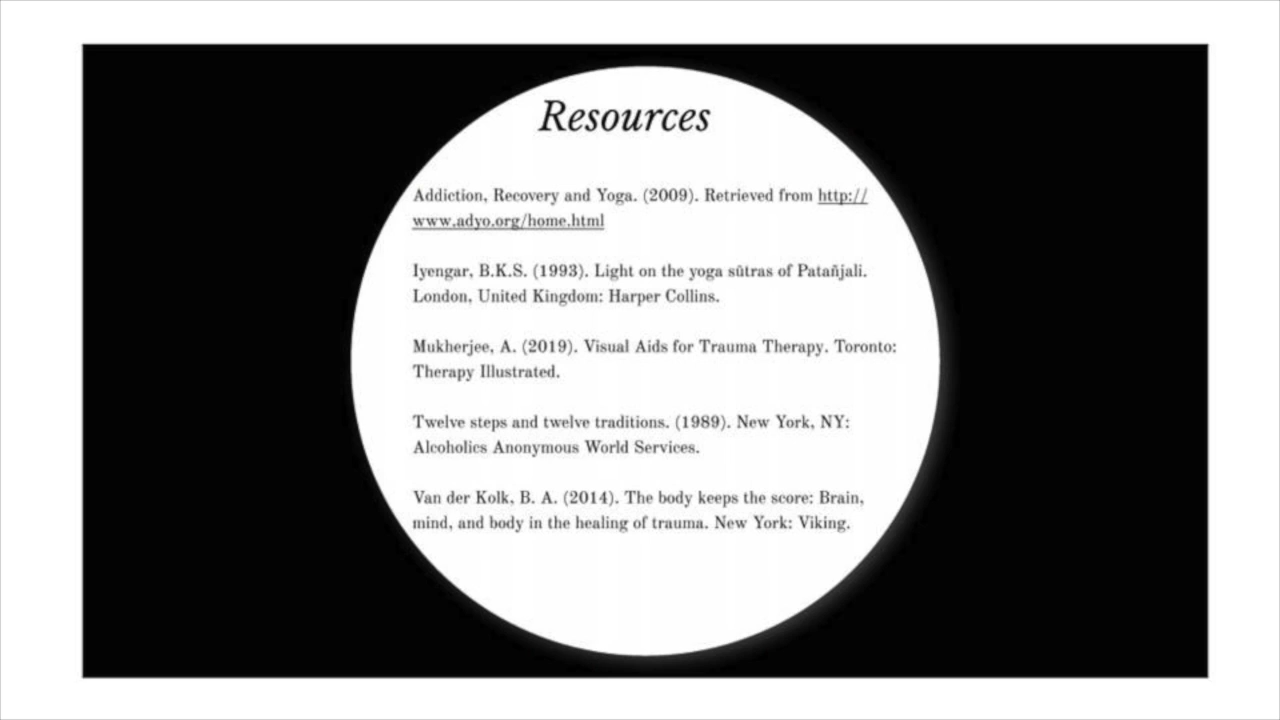 Resources
Addiction, Recovery and Yoga. (2009). Retrieved from http://
www.adyo.org/home.html
Iyengar, B.K.S. (1993). Light on the yoga sūtras of Patañjali.
London, United Kingdom: Harper Collins.
Mukherjee, A. (2019). Visual Aids for Trauma Therapy. Toronto:
Therapy Illustrated.
Twelve steps and twelve traditions. (1989). New York, NY:
Alcoholics Anonymous World Services.
Van der Kolk, B. A. (2014). The body keeps the score: Brain,
mind, and body in the healing of trauma. New York: Viking.